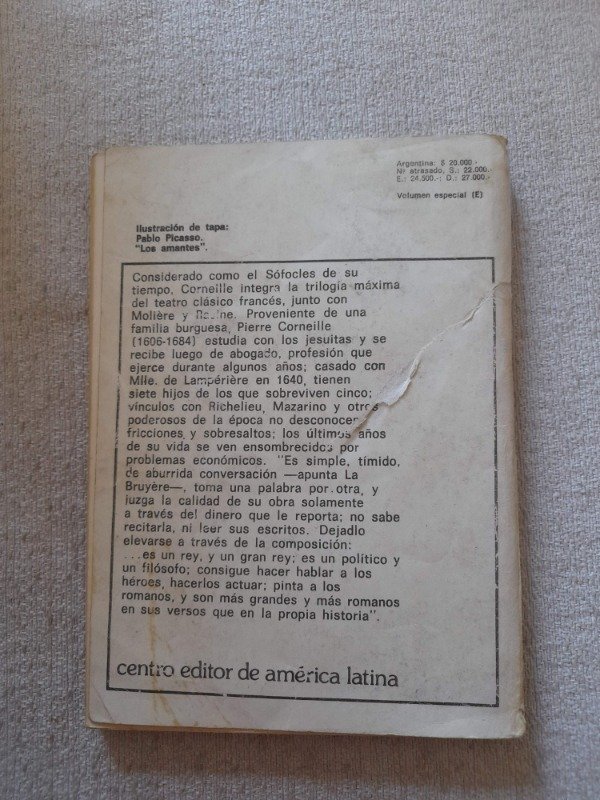 Argentina: $ 20.000.-
Nº atrasado, S.: 22.000.-
E.: 24.500.-; D.: 27.000.-
Volumen especial (E)
Ilustración de tapa:
Pablo Picasso.
"Los amantes".
Considerado como el Sófocles de su
tiempo, Corneille integra la trilogía máxima
del teatro clásico francés, junto con
Molière y Racine. Proveniente de una
familia burguesa, Pierre Corneille
(1606-1684) estudia con los jesuitas y se
recibe luego de abogado, profesión que
ejerce durante algunos años; casado con
Mlle. de Lampérière en 1640, tienen
siete hijos de los que sobreviven cinco;
vínculos con Richelieu, Mazarino y otros
poderosos de la época no desconocen
fricciones y sobresaltos; los últimos años
de su vida se ven ensombrecidos por
problemas económicos. "Es simple, tímido,
de aburrida conversación —apunta La
Bruyère—, toma una palabra por otra, y
juzga la calidad de su obra solamente
a través del dinero que le reporta; no sabe
recitarla, ni leer sus escritos. Dejadlo
elevarse a través de la composición:
...es un rey, y un gran rey; es un político y
un filósofo; consigue hacer hablar a los
héroes, hacerlos actuar; pinta a los
romanos, y son más grandes y más romanos
en sus versos que en la propia historia".
centro editor de américa latina